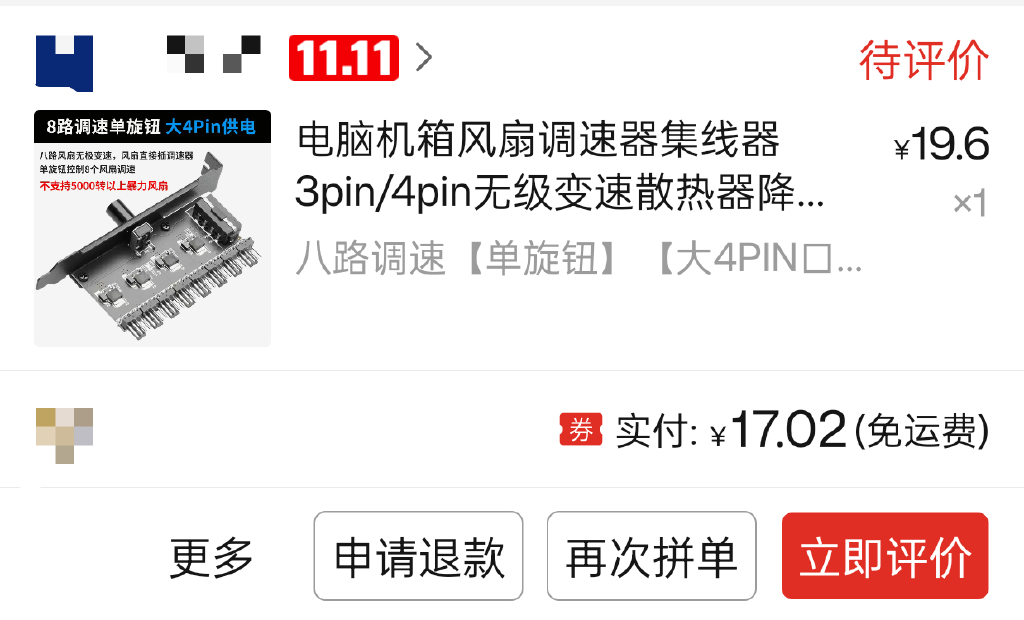 11.11
待评价
8路调速单旋钮 大4Pin供电
八路风扇无极变速，风扇直接插调速器
单旋钮控制8个风扇调速
不支持5000转以上暴力风扇
电脑机箱风扇调速器集线器
¥19.6
3pin/4pin无级变速散热器降...
×1
八路调速【单旋钮】【大4PIN口...
券 实付: ¥17.02(免运费)
更多
申请退款
再次拼单
立即评价